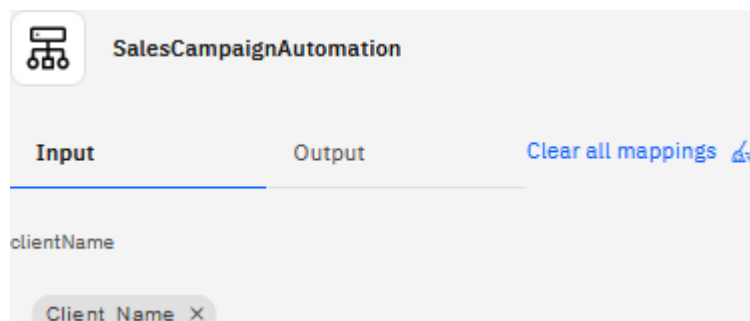 SalesCampaignAutomation
Input Output Clear all mappings
clientName
Client Name ×